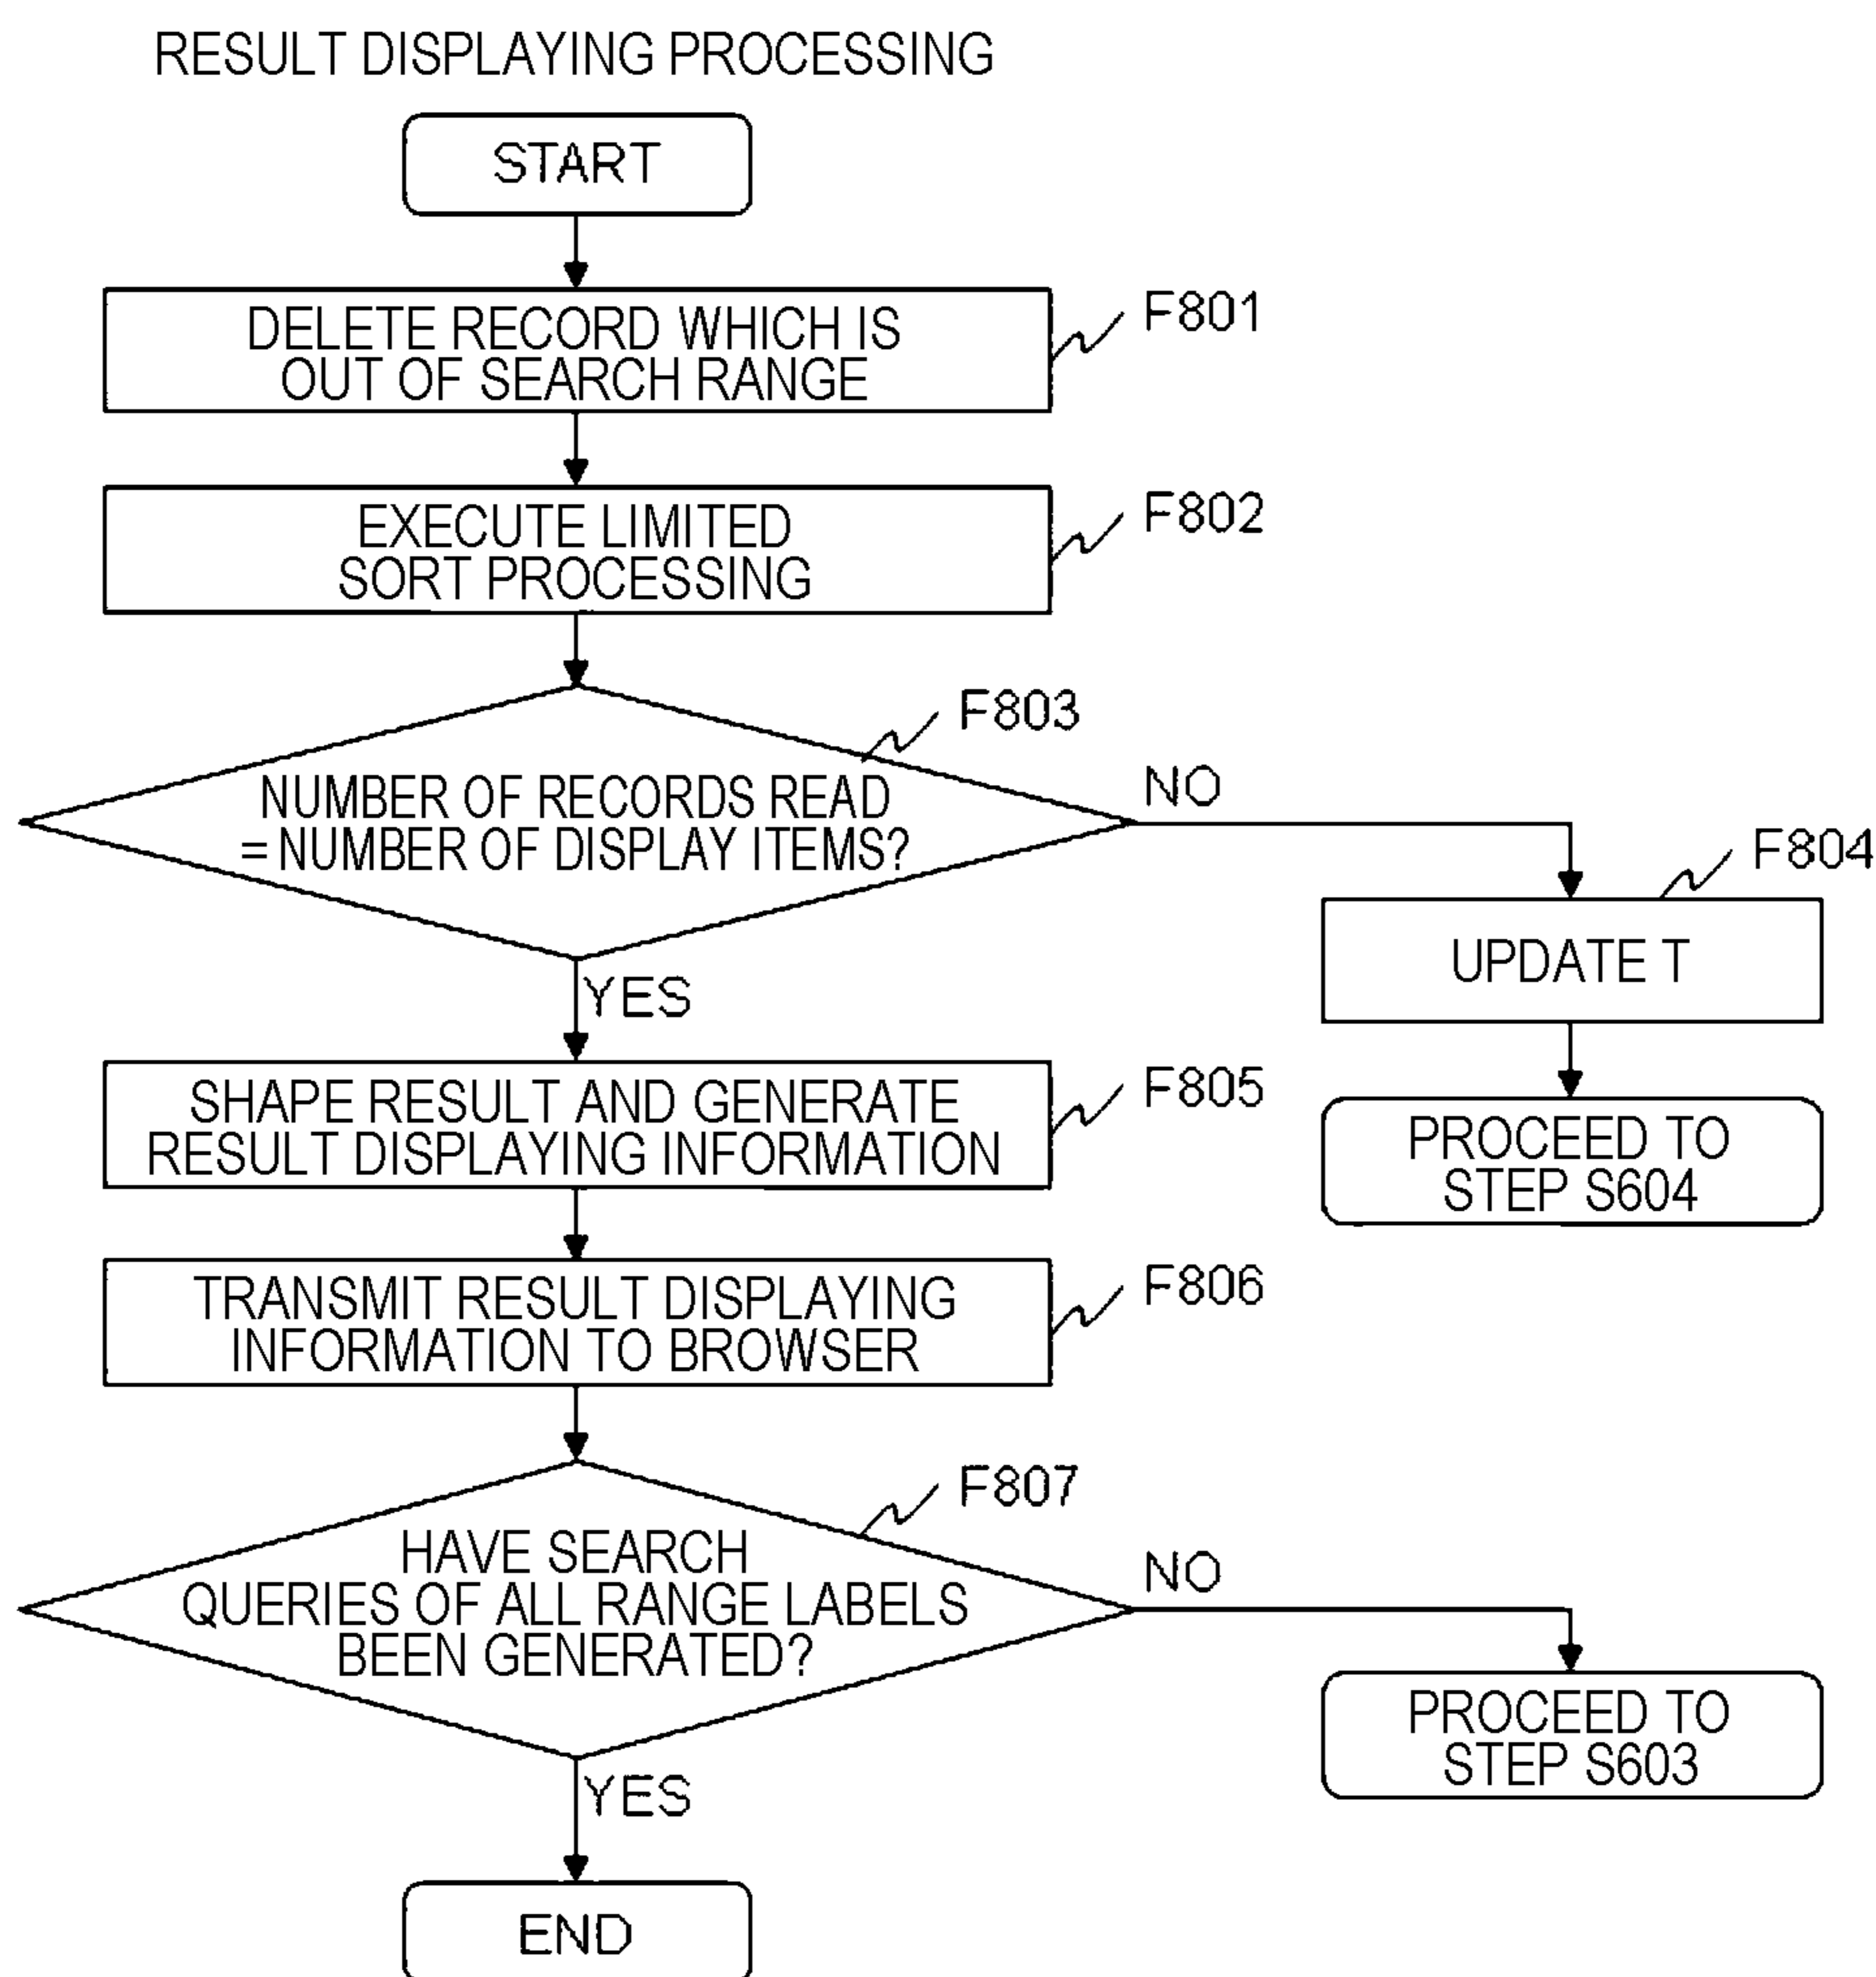 RESULT DISPLAYING PROCESSING
START
DELETE RECORD WHICH IS
OUT OF SEARCH RANGE
F801
EXECUTE LIMITED
SORT PROCESSING
F802
F803
NUMBER OF RECORDS READ
= NUMBER OF DISPLAY ITEMS?
NO
F804
UPDATE T
PROCEED TO
STEP S604
YES
SHAPE RESULT AND GENERATE
RESULT DISPLAYING INFORMATION
F805
TRANSMIT RESULT DISPLAYING
INFORMATION TO BROWSER
F806
F807
HAVE SEARCH
QUERIES OF ALL RANGE LABELS
BEEN GENERATED?
NO
PROCEED TO
STEP S603
YES
END